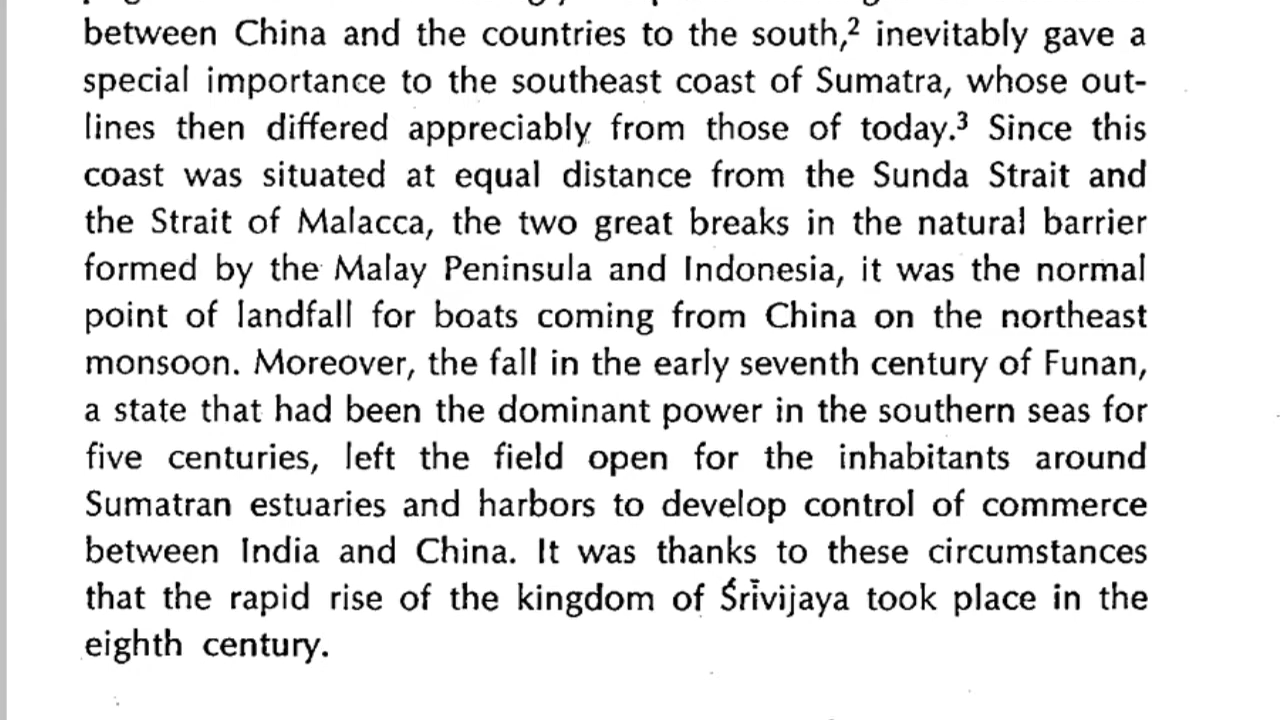 between China and the countries to the south,² inevitably gave a
special importance to the southeast coast of Sumatra, whose out-
lines then differed appreciably from those of today.³ Since this
coast was situated at equal distance from the Sunda Strait and
the Strait of Malacca, the two great breaks in the natural barrier
formed by the Malay Peninsula and Indonesia, it was the normal
point of landfall for boats coming from China on the northeast
monsoon. Moreover, the fall in the early seventh century of Funan,
a state that had been the dominant power in the southern seas for
five centuries, left the field open for the inhabitants around
Sumatran estuaries and harbors to develop control of commerce
between India and China. It was thanks to these circumstances
that the rapid rise of the kingdom of Śrīvijaya took place in the
eighth century.